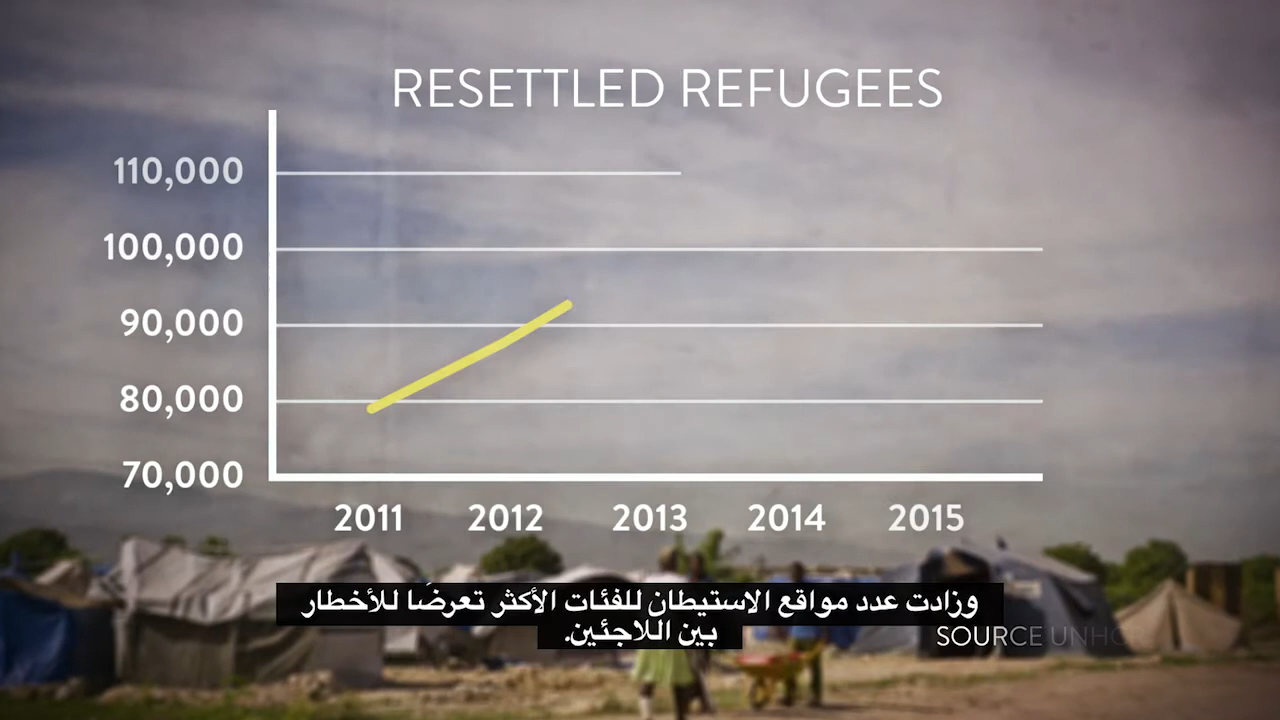 RESETTLED REFUGEES
110,000
100,000
90,000
80,000
70,000
2011 2012 2013 2014 2015
وزادت عدد مواقع الاستيطان للفئات الأكثر تعرضًا للأخطار
بين اللاجئين.
SOURCE